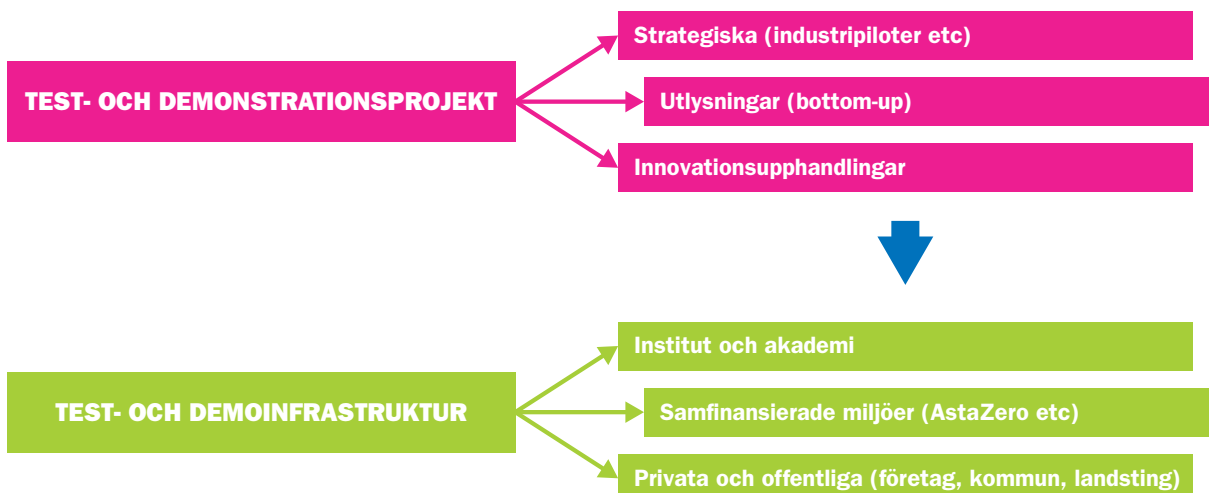 TEST- OCH DEMONSTRATIONSPROJEKT
Strategiska (industripiloter etc)
Utlysningar (bottom-up)
Innovationsupphandlingar
TEST- OCH DEMOINFRASTRUKTUR
Institut och akademi
Samfinansierade miljöer (AstaZero etc)
Privata och offentliga (företag, kommun, landsting)